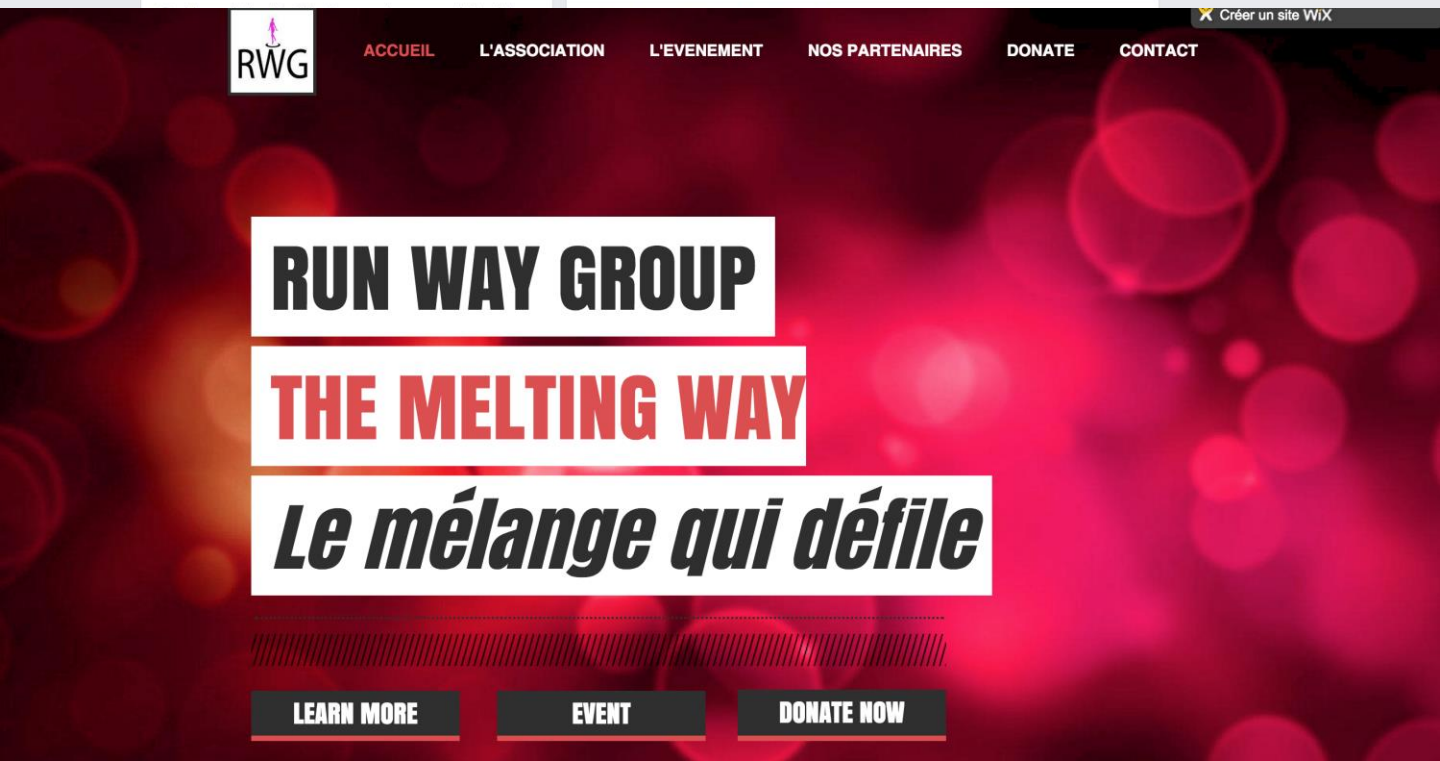 Créer un site WiX
RWG
ACCUEIL L'ASSOCIATION L'EVENEMENT NOS PARTENAIRES DONATE CONTACT
RUN WAY GROUP
THE MELTING WAY
Le mélange qui défile
LEARN MORE EVENT DONATE NOW